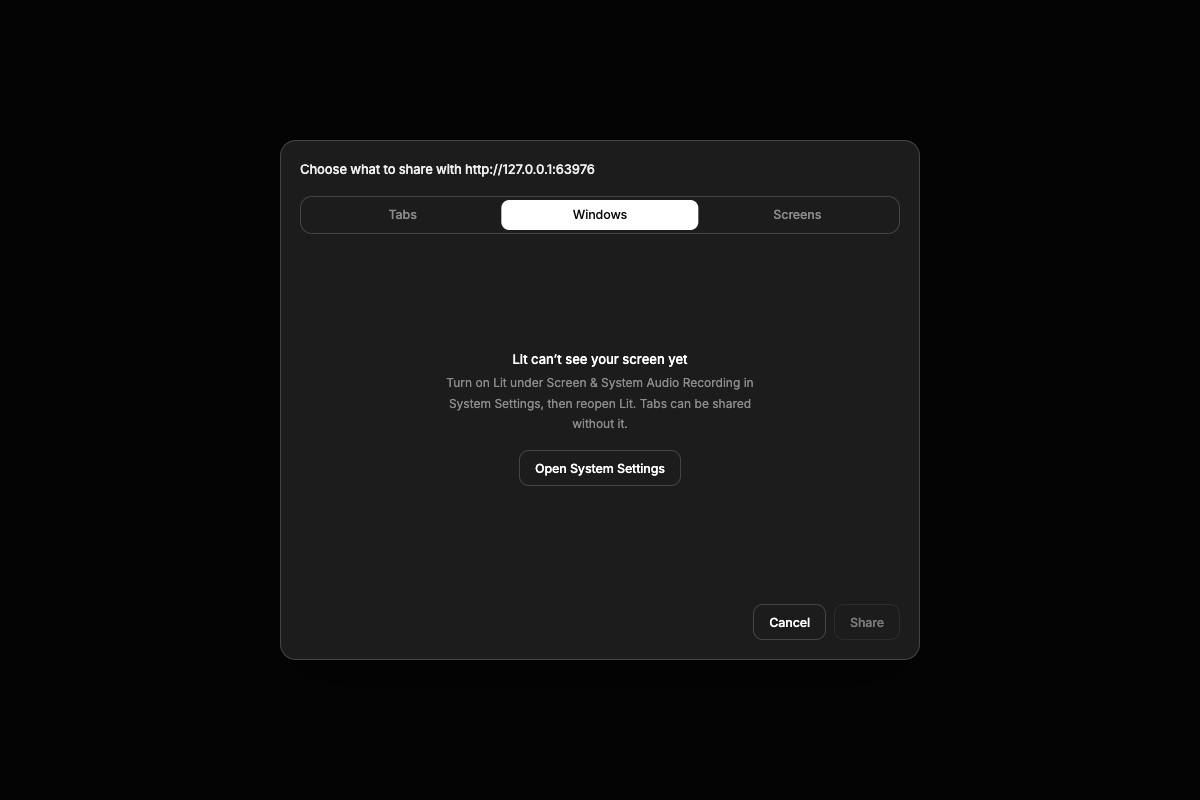 Choose what to share with http://127.0.0.1:63976
Tabs
Windows
Screens
Lit can’t see your screen yet
Turn on Lit under Screen & System Audio Recording in
System Settings, then reopen Lit. Tabs can be shared
without it.
Open System Settings
Cancel
Share